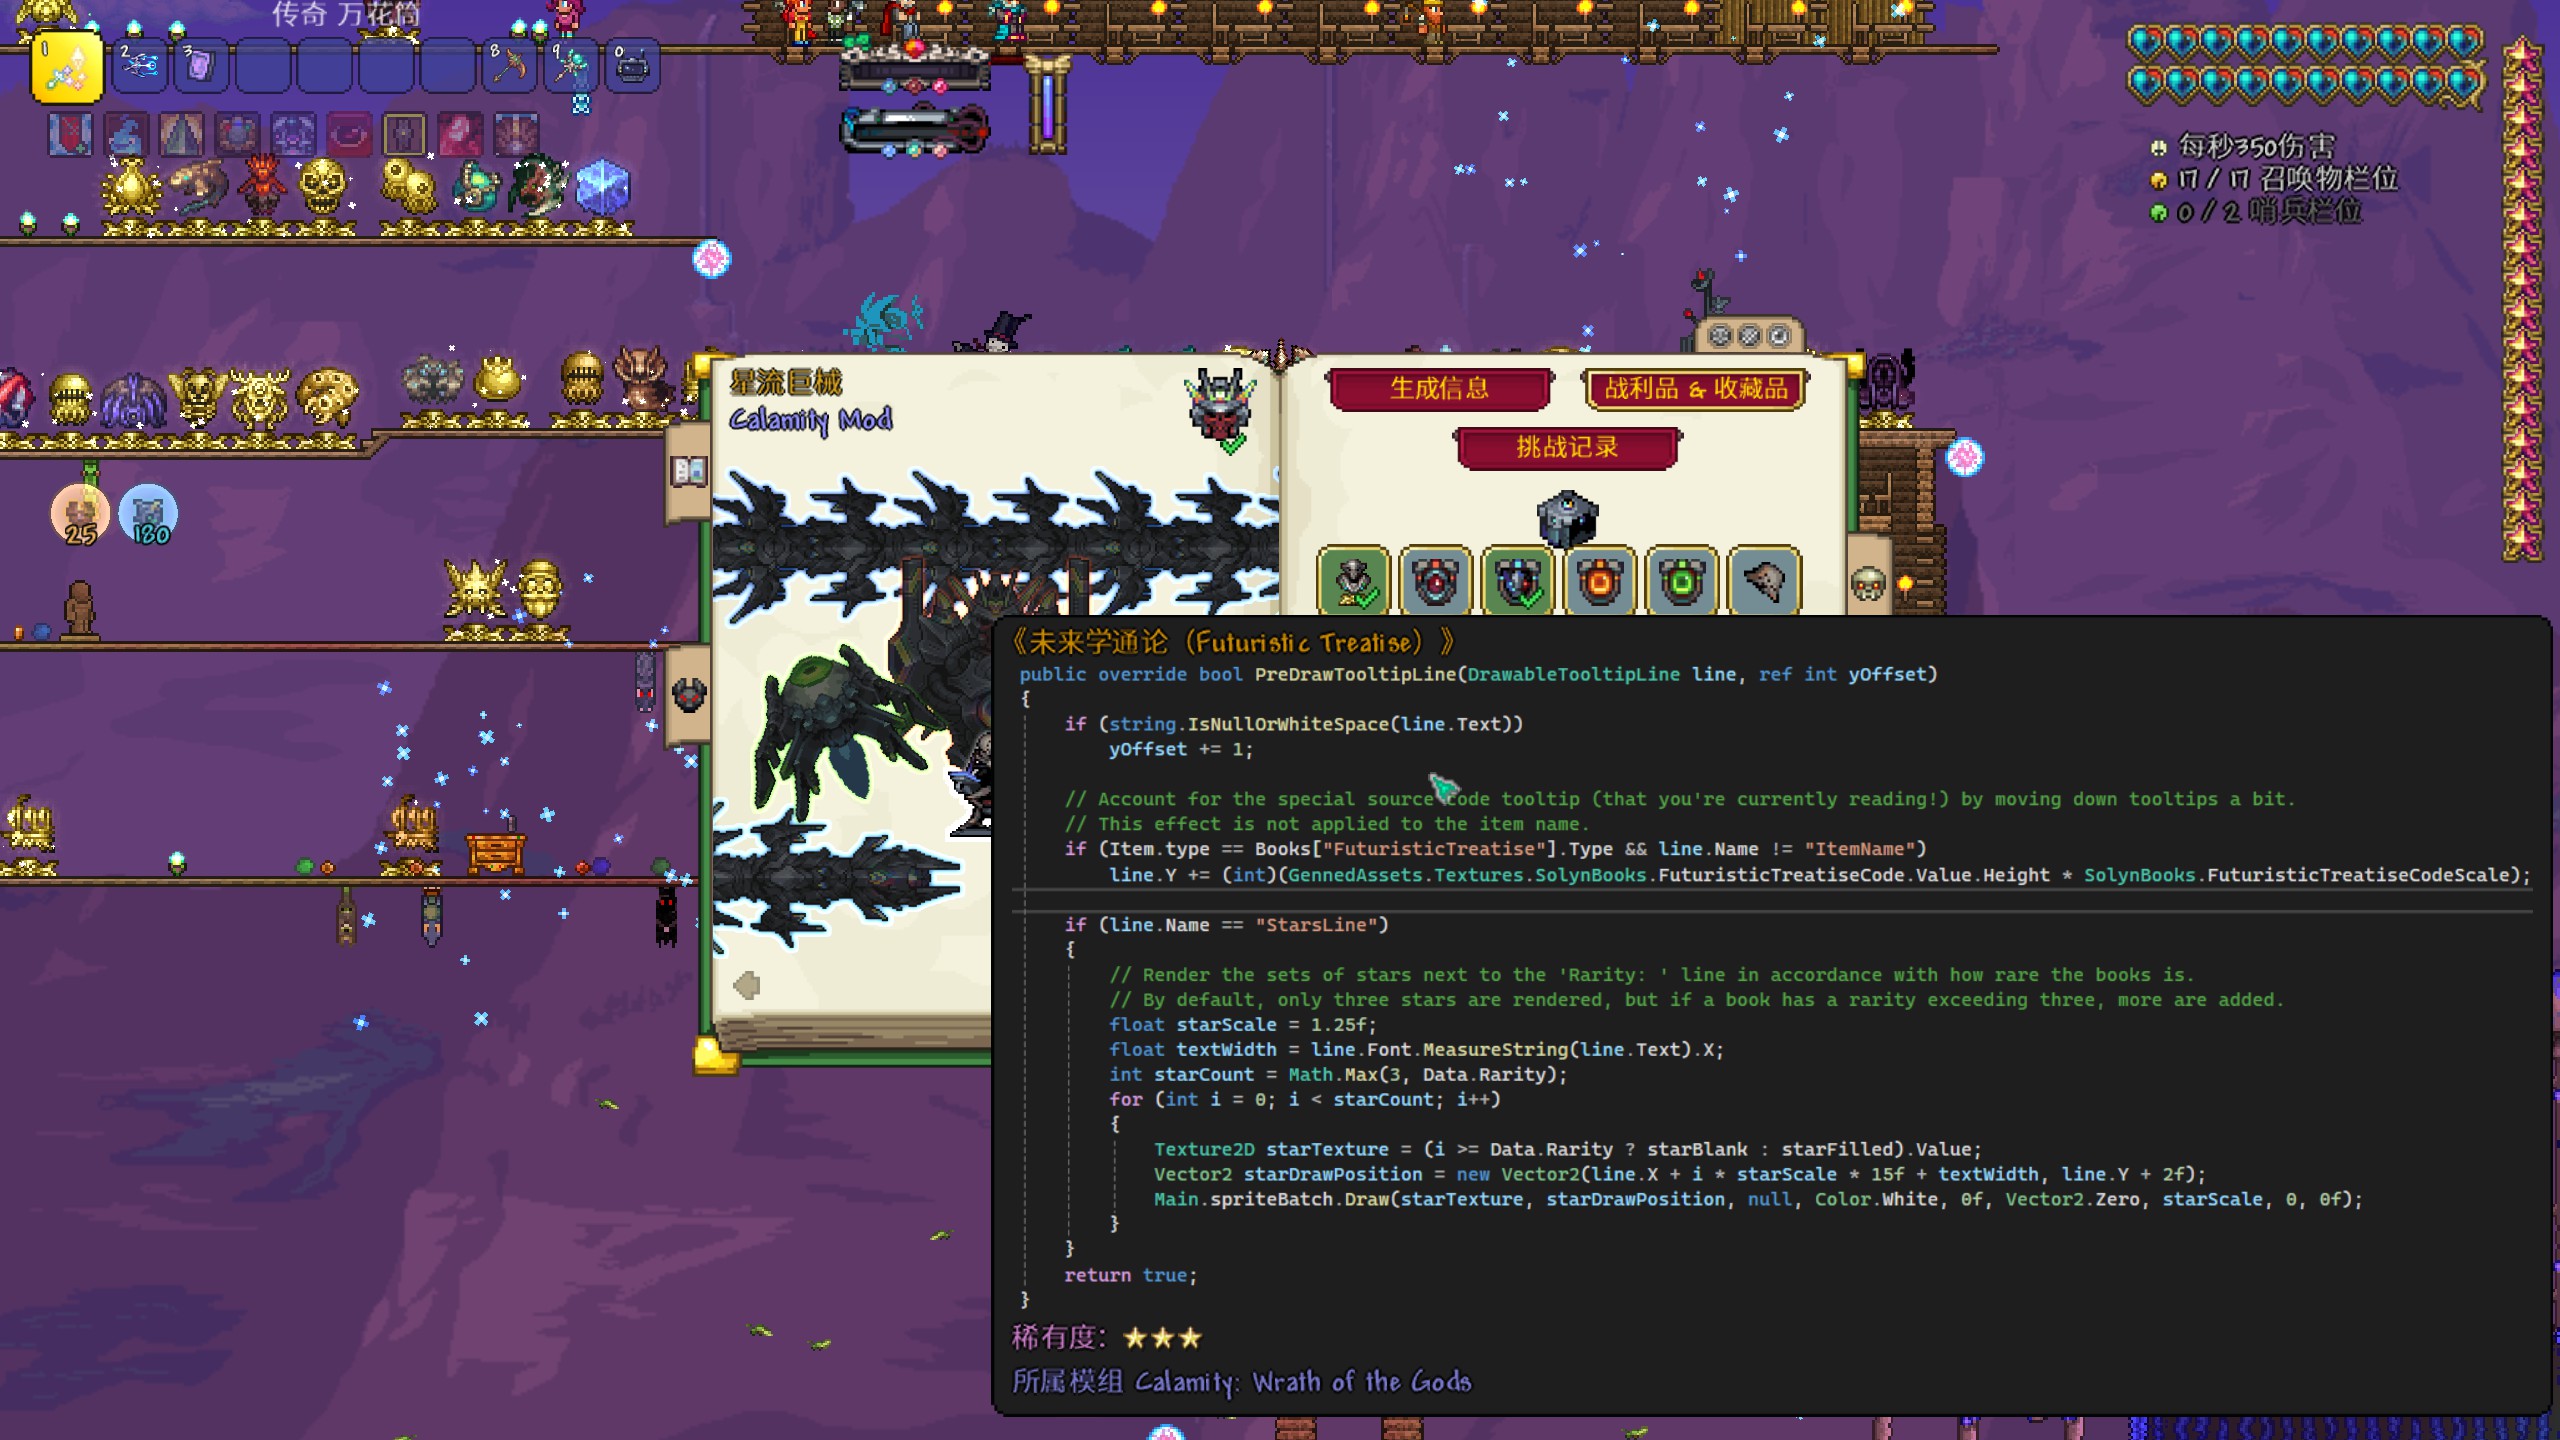 传奇 万花筒
1
2
3
8
9
0
每秒350伤害
17 / 17 召唤物栏位
0 / 2 哨兵栏位
25
180
星流巨械
Calamity Mod
生成信息
战利品 & 收藏品
挑战记录
《未来学通论（Futuristic Treatise）》
public override bool PreDrawTooltipLine(DrawableTooltipLine line, ref int yOffset)
{
    if (string.IsNullOrWhiteSpace(line.Text))
        yOffset += 1;
    // Account for the special source code tooltip (that you're currently reading!) by moving down tooltips a bit.
    // This effect is not applied to the item name.
    if (Item.type == Books["FuturisticTreatise"].Type && line.Name != "ItemName")
        line.Y += (int)(GennedAssets.Textures.SolynBooks.FuturisticTreatiseCode.Value.Height * SolynBooks.FuturisticTreatiseCodeScale);
    if (line.Name == "StarsLine")
    {
        // Render the sets of stars next to the 'Rarity: ' line in accordance with how rare the books is.
        // By default, only three stars are rendered, but if a book has a rarity exceeding three, more are added.
        float starScale = 1.25f;
        float textWidth = line.Font.MeasureString(line.Text).X;
        int starCount = Math.Max(3, Data.Rarity);
        for (int i = 0; i < starCount; i++)
        {
            Texture2D starTexture = (i >= Data.Rarity ? starBlank : starFilled).Value;
            Vector2 starDrawPosition = new Vector2(line.X + i * starScale * 15f + textWidth, line.Y + 2f);
            Main.spriteBatch.Draw(starTexture, starDrawPosition, null, Color.White, 0f, Vector2.Zero, starScale, 0, 0f);
        }
    }
    return true;
}
稀有度：★★★
所属模组 Calamity: Wrath of the Gods